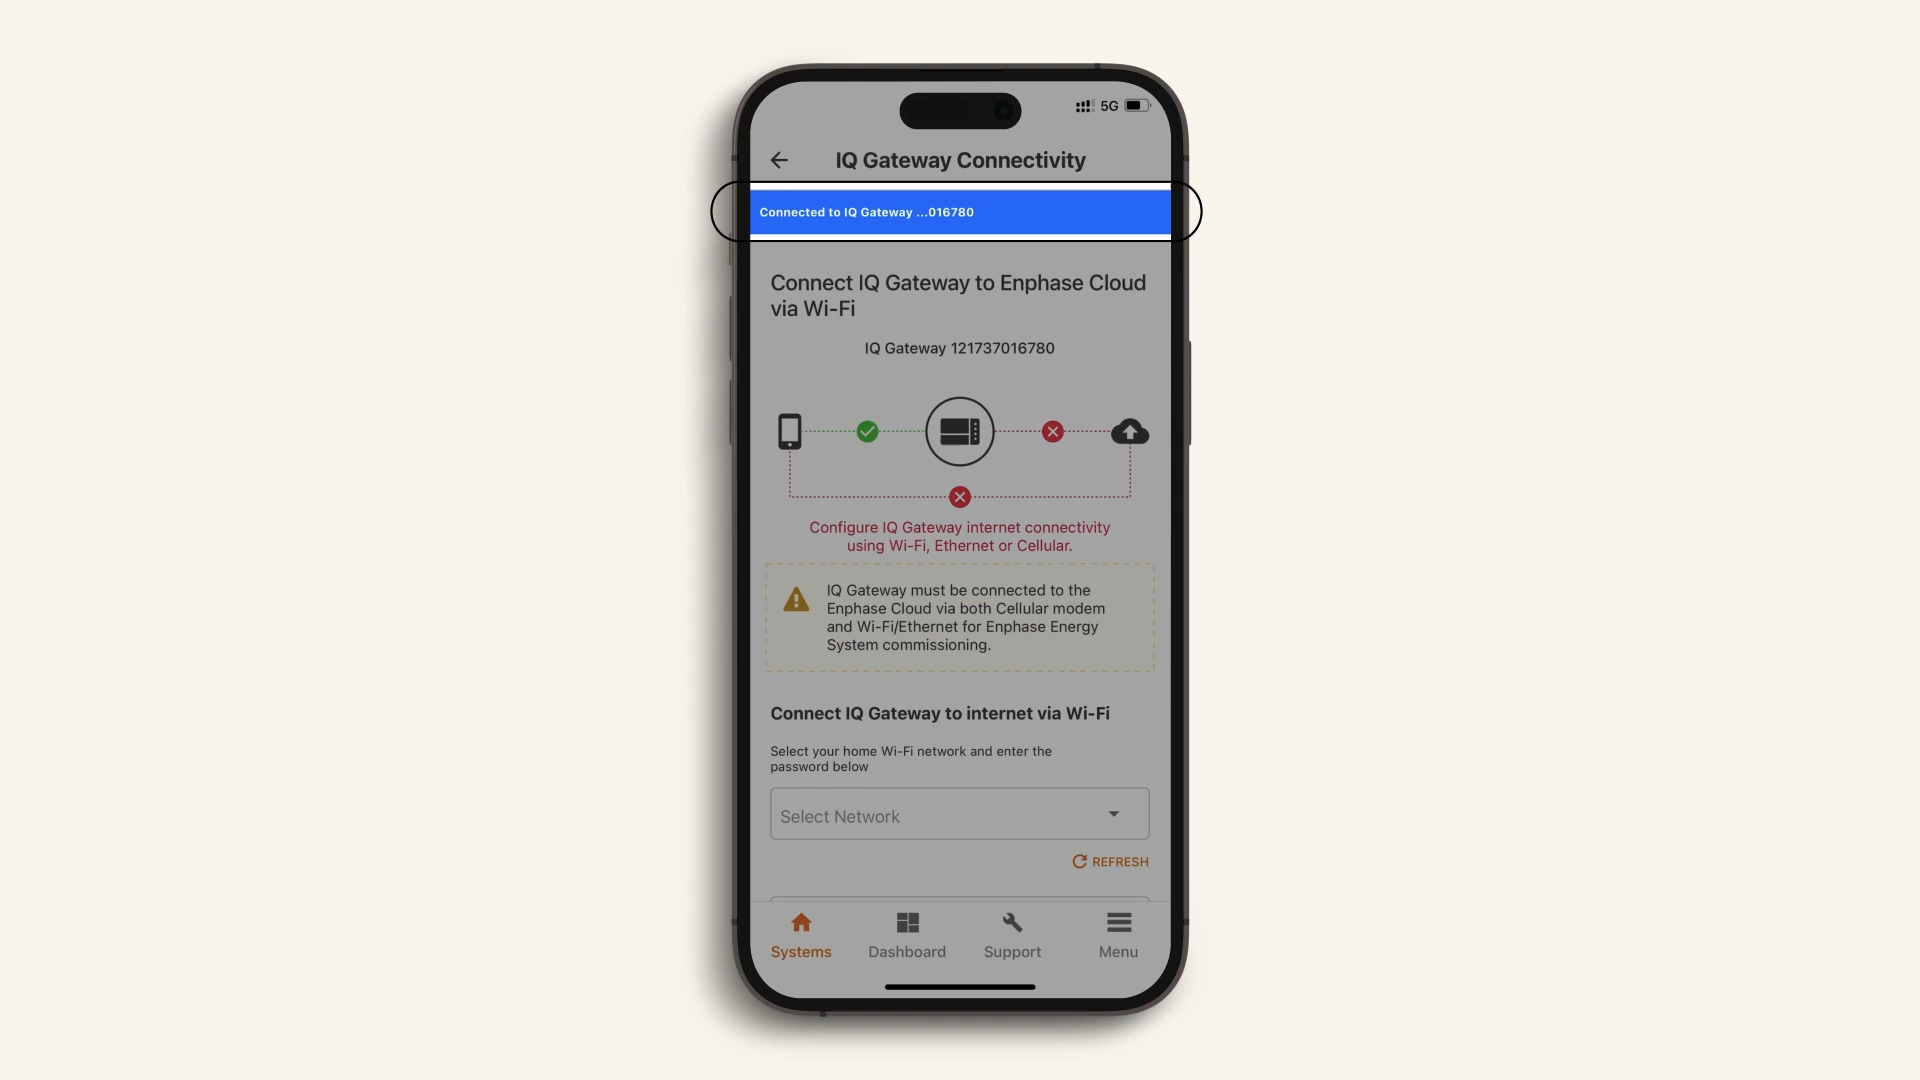 5G
IQ Gateway Connectivity
Connected to IQ Gateway ...016780
Connect IQ Gateway to Enphase Cloud
via Wi-Fi
IQ Gateway 121737016780
Configure IQ Gateway internet connectivity
using Wi-Fi, Ethernet or Cellular.
IQ Gateway must be connected to the
Enphase Cloud via both Cellular modem
and Wi-Fi/Ethernet for Enphase Energy
System commissioning.
Connect IQ Gateway to internet via Wi-Fi
Select your home Wi-Fi network and enter the
password below
Select Network
REFRESH
Systems
Dashboard
Support
Menu